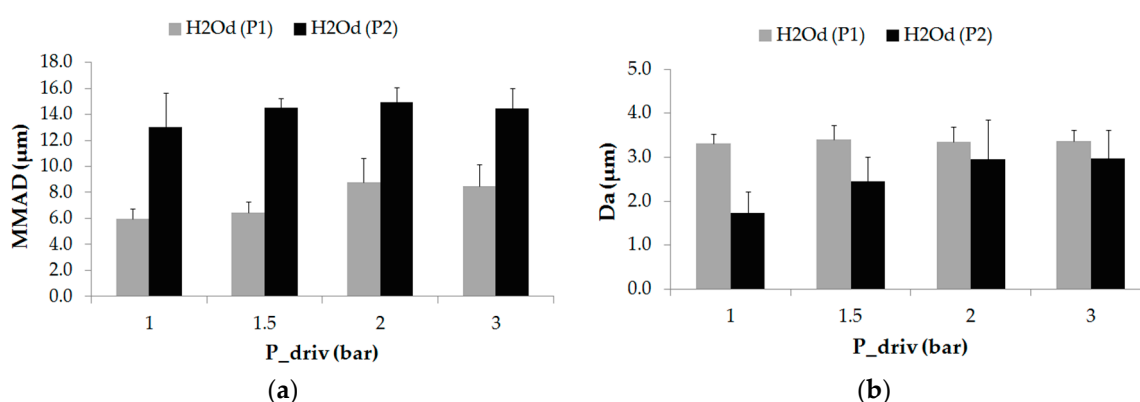 H2Od (P1) H2Od (P2)
MMAD (µm)
18.0
16.0
14.0
12.0
10.0
8.0
6.0
4.0
2.0
0.0
1 1.5 2 3
P_driv (bar)
(a)
H2Od (P1) H2Od (P2)
Da (µm)
5.0
4.0
3.0
2.0
1.0
0.0
1 1.5 2 3
P_driv (bar)
(b)